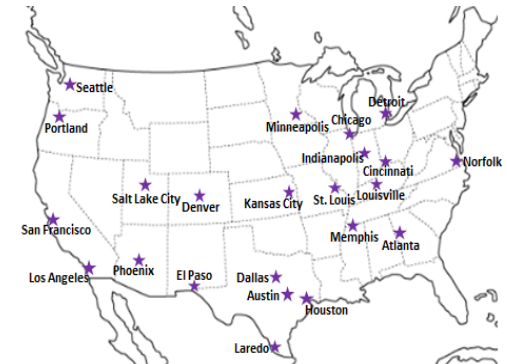 Seattle
Portland
Minneapolis
Chicago
Détroit
Indianapolis
Cincinnati
Norfolk
Salt Lake City
Denver
Kansas City
St. Louis
Louisville
San Francisco
Memphis
Atlanta
Los Angeles
Phoenix
El Paso
Dallas
Austin
Houston
Laredo